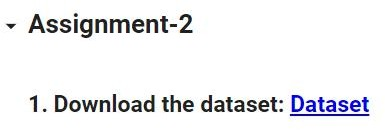 Assignment-2
1. Download the dataset: Dataset